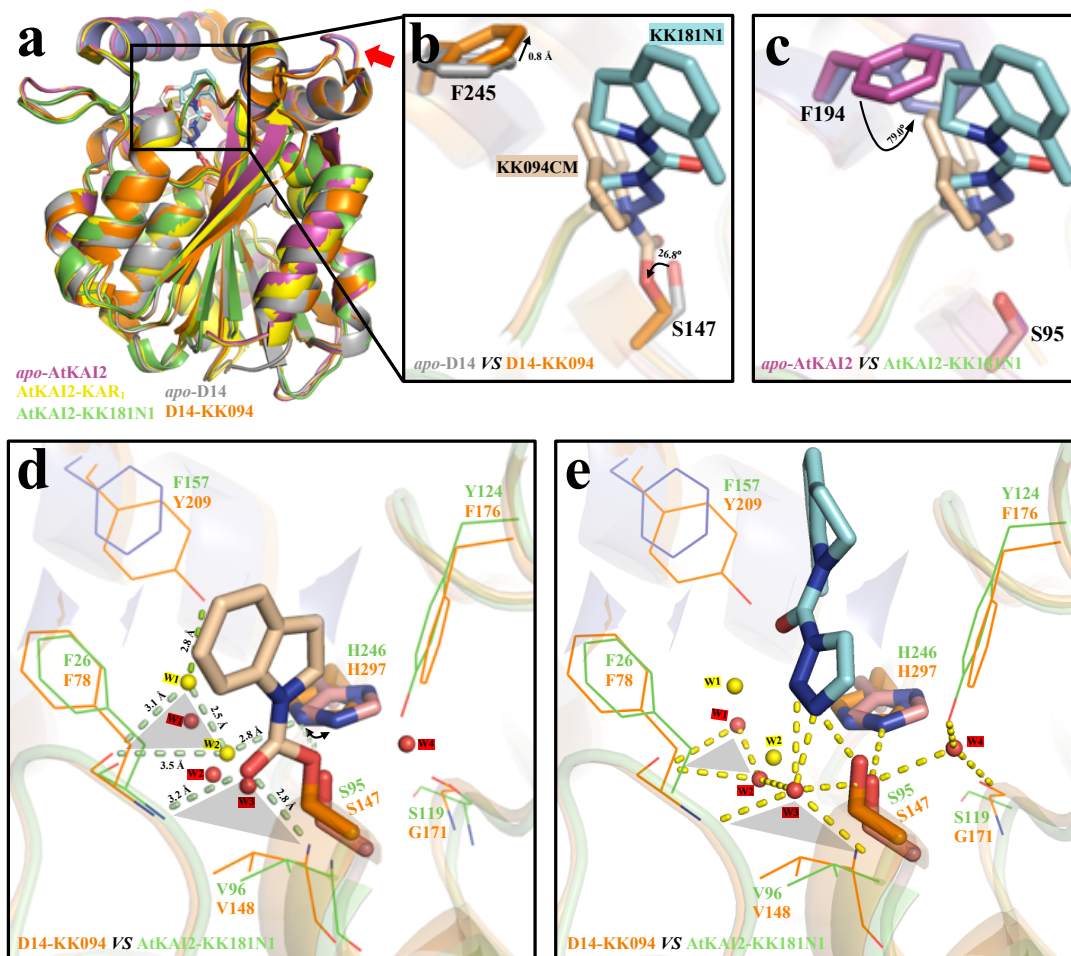 a
apo-AtKAI2
AtKAI2-KAR₁ apo-D14
AtKAI2-KK181N1 D14-KK094
b
KK181N1
0.8 Å
F245
KK094CM
26.8°
S147
apo-D14 VS D14-KK094
c
F194
79.0°
S95
apo-AtKAI2 VS AtKAI2-KK181N1
d
F157
Y209
Y124
F176
2.8 Å
F26
F78
W1
H246
H297
3.1 Å
2.5 Å
W1
W2
2.8 Å
W4
3.5 Å
W2
W3
3.2 Å
2.8 Å
S95
S147
S119
G171
V96
V148
D14-KK094 VS AtKAI2-KK181N1
e
F157
Y209
Y124
F176
F26
F78
H246
H297
W1
W1
W2
W4
W2
W3
S95
S147
S119
G171
V96
V148
D14-KK094 VS AtKAI2-KK181N1